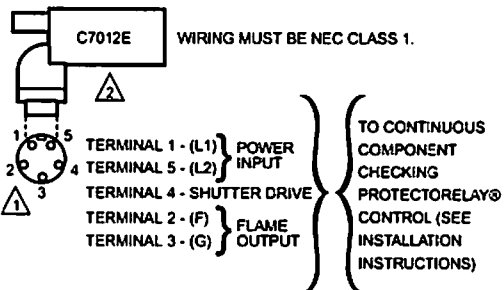 C7012E
WIRING MUST BE NEC CLASS 1.
2
1
5
2
4
3
1
TERMINAL 1 - (L1)
TERMINAL 5 - (L2)
POWER
INPUT
TERMINAL 4 - SHUTTER DRIVE
TERMINAL 2 - (F)
TERMINAL 3 - (G)
FLAME
OUTPUT
TO CONTINUOUS
COMPONENT
CHECKING
PROTECTORELAY®
CONTROL (SEE
INSTALLATION
INSTRUCTIONS)